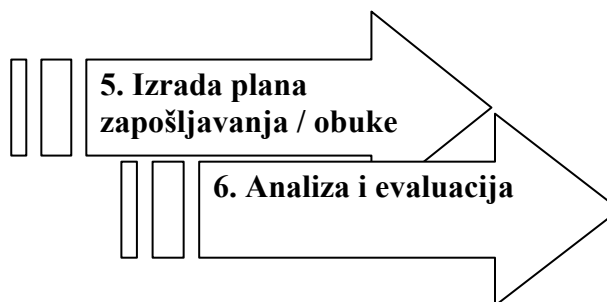 5. Izrada plana
zapošljavanja / obuke
6. Analiza i evaluacija